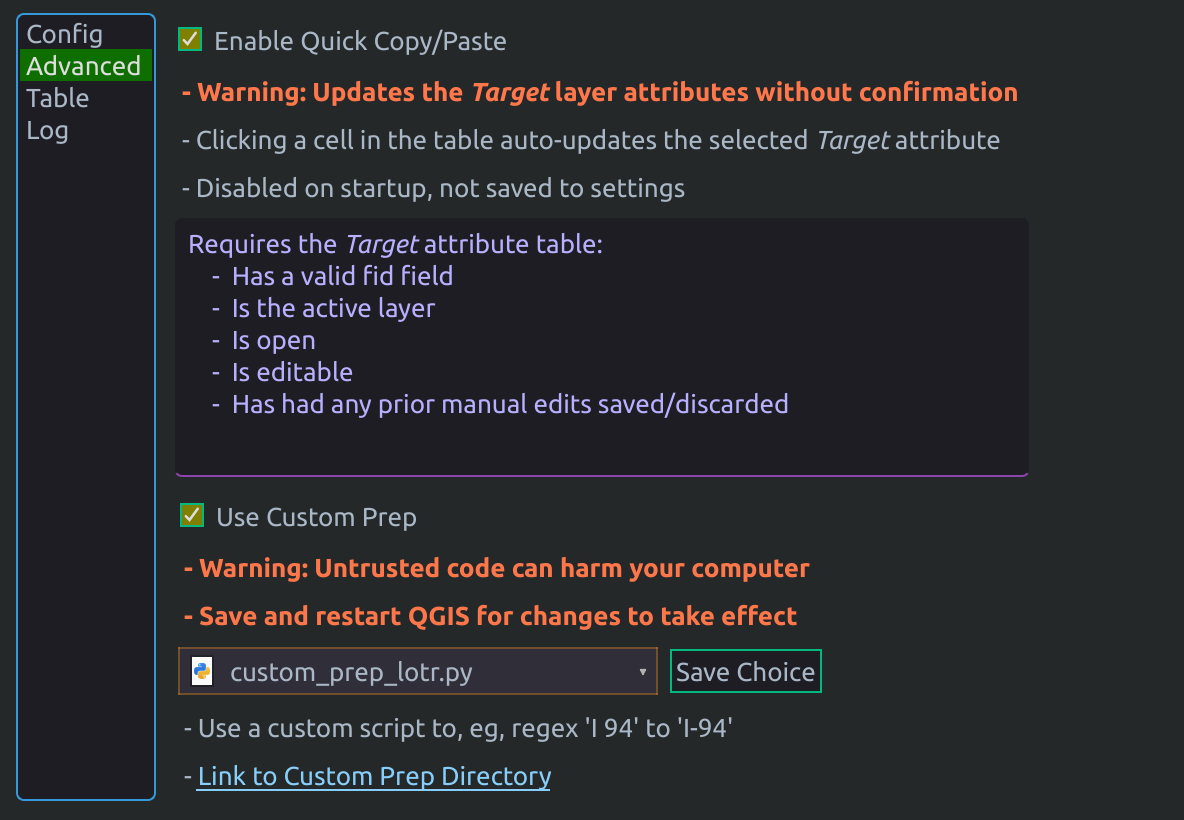 Config
Advanced
Table
Log
Enable Quick Copy/Paste
- Warning: Updates the Target layer attributes without confirmation
- Clicking a cell in the table auto-updates the selected Target attribute
- Disabled on startup, not saved to settings
Requires the Target attribute table:
- Has a valid fid field
- Is the active layer
- Is open
- Is editable
- Has had any prior manual edits saved/discarded
Use Custom Prep
- Warning: Untrusted code can harm your computer
- Save and restart QGIS for changes to take effect
custom_prep_lotr.py
Save Choice
- Use a custom script to, eg, regex 'I 94' to 'I-94'
- Link to Custom Prep Directory